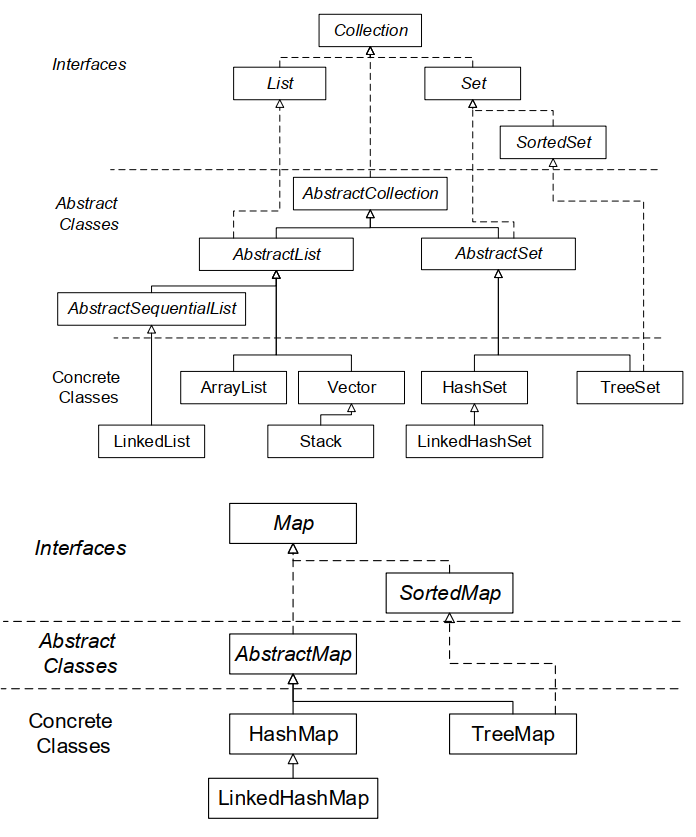 Collection
Interfaces
List
Set
SortedSet
AbstractCollection
Abstract
Classes
AbstractList
AbstractSet
AbstractSequentialList
Concrete
Classes
ArrayList
Vector
HashSet
TreeSet
LinkedList
Stack
LinkedHashSet
Map
Interfaces
SortedMap
Abstract
Classes
AbstractMap
Concrete
Classes
HashMap
TreeMap
LinkedHashMap